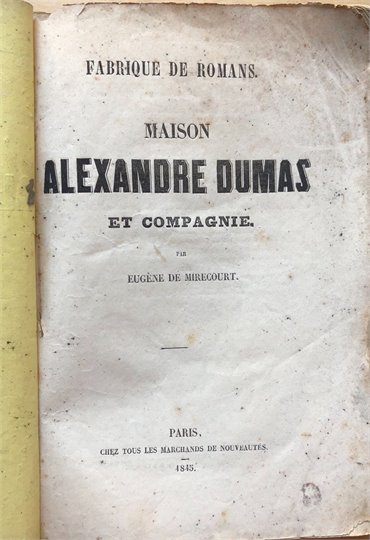 FABRIQUE DE ROMANS.
MAISON
ALEXANDRE DUMAS
ET COMPAGNIE.
PAR
EUGÈNE DE MIRECOURT.
PARIS,
CHEZ TOUS LES MARCHANDS DE NOUVEAUTÉS.
1845.